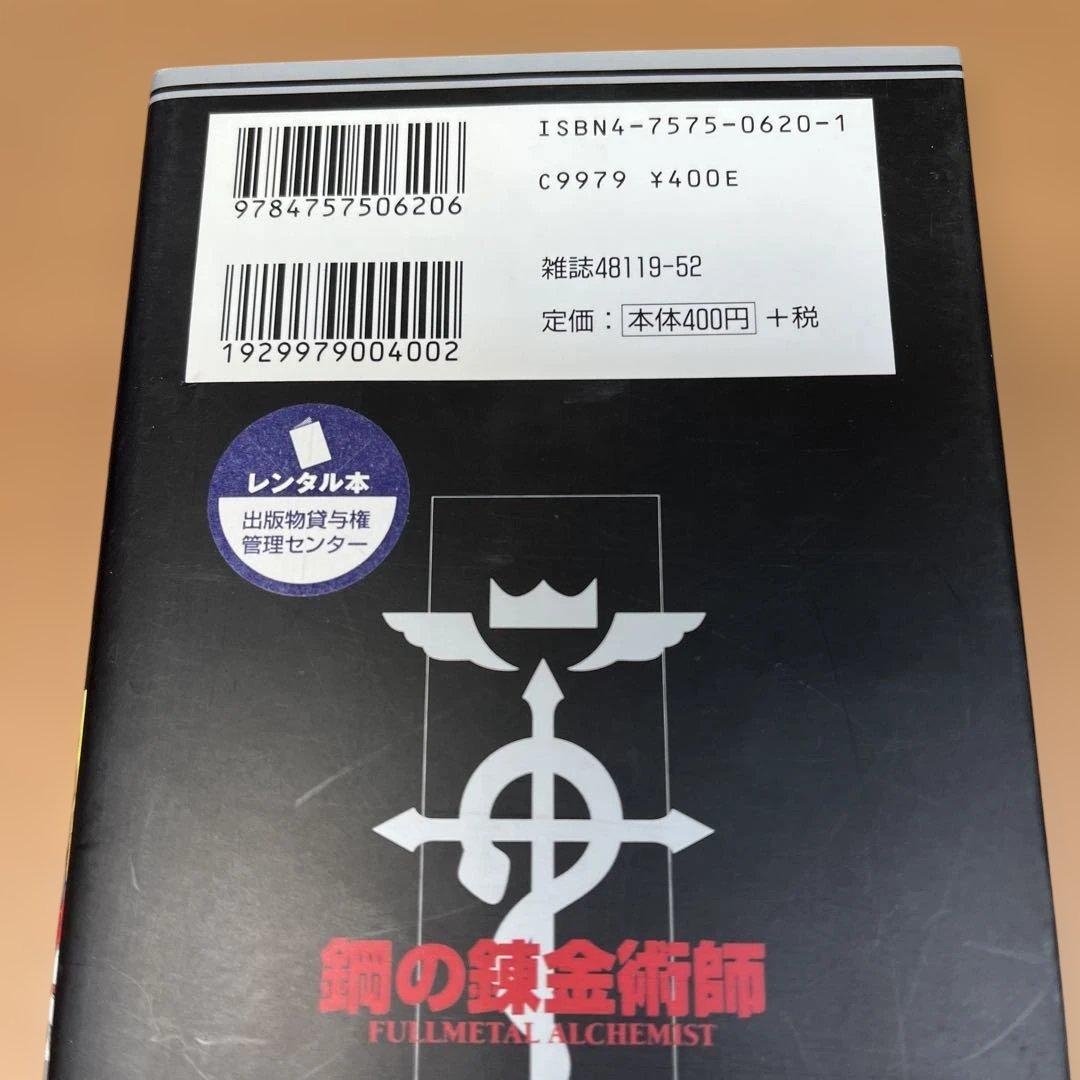 ISBN4-7575-0620-1
9784757506206
C9979 ¥400E
雑誌48119-52
1929979004002
定価：本体400円+税
レンタル本
出版物貸与権
管理センター
鋼の錬金術師
FULLMETAL ALCHEMIST